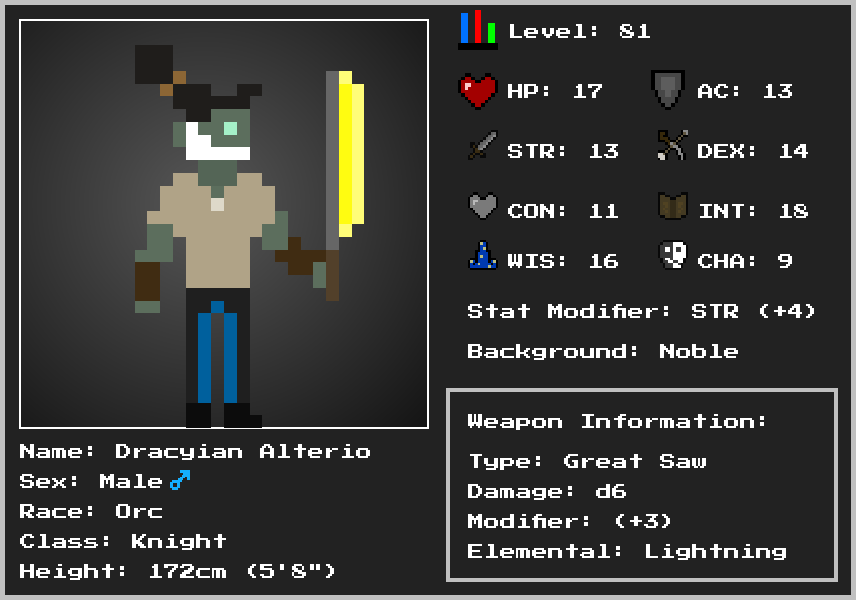 Level: 81
HP: 17 AC: 13
STR: 13 DEX: 14
CON: 11 INT: 18
WIS: 16 CHA: 9
Stat Modifier: STR (+4)
Background: Noble
Weapon Information:
Type: Great Saw
Damage: d6
Modifier: (+3)
Elemental: Lightning
Name: Dracyian Alterio
Sex: Male ♂
Race: Orc
Class: Knight
Height: 172cm (5'8")